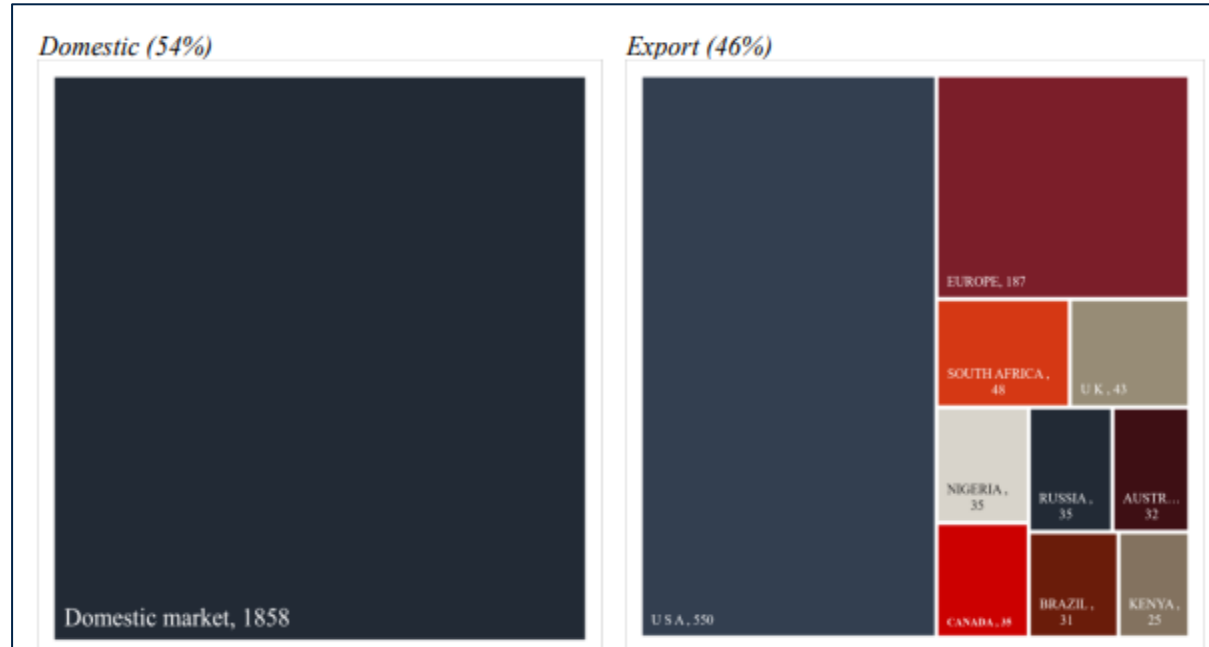 Domestic (54%)
Export (46%)
Domestic market, 1858
U S A , 550
EUROPE, 187
SOUTH AFRICA ,
48
U K , 43
NIGERIA ,
35
RUSSIA ,
35
AUSTR...
32
CANADA , 35
BRAZIL ,
31
KENYA ,
25